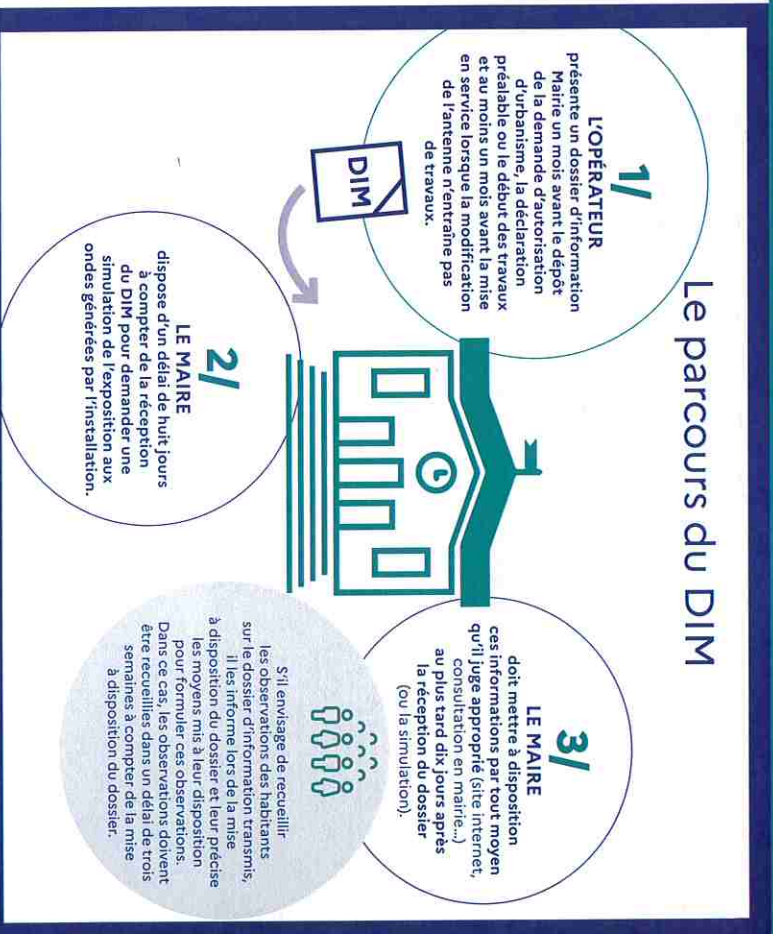 Le parcours du DIM
1/
L'OPÉRATEUR
présente un dossier d'information
Mairie un mois avant le dépôt
de la demande d'autorisation
d'urbanisme, la déclaration
préalable ou le début des travaux
et au moins un mois avant la mise
en service lorsque la modification
de l'antenne n'entraîne pas
de travaux.
DIM
2/
LE MAIRE
dispose d'un délai de huit jours
à compter de la réception
du DIM pour demander une
simulation de l'exposition aux
ondes générées par l'installation.
3/
LE MAIRE
doit mettre à disposition
ces informations par tout moyen
qu'il juge approprié (site internet,
consultation en mairie...)
au plus tard dix jours après
la réception du dossier
(ou la simulation).
S'il envisage de recueillir
les observations des habitants
sur le dossier d'information transmis,
il les informe lors de la mise
à disposition du dossier et leur précise
les moyens mis à leur disposition
pour formuler ces observations.
Dans ce cas, les observations doivent
être recueillies dans un délai de trois
semaines à compter de la mise
à disposition du dossier.